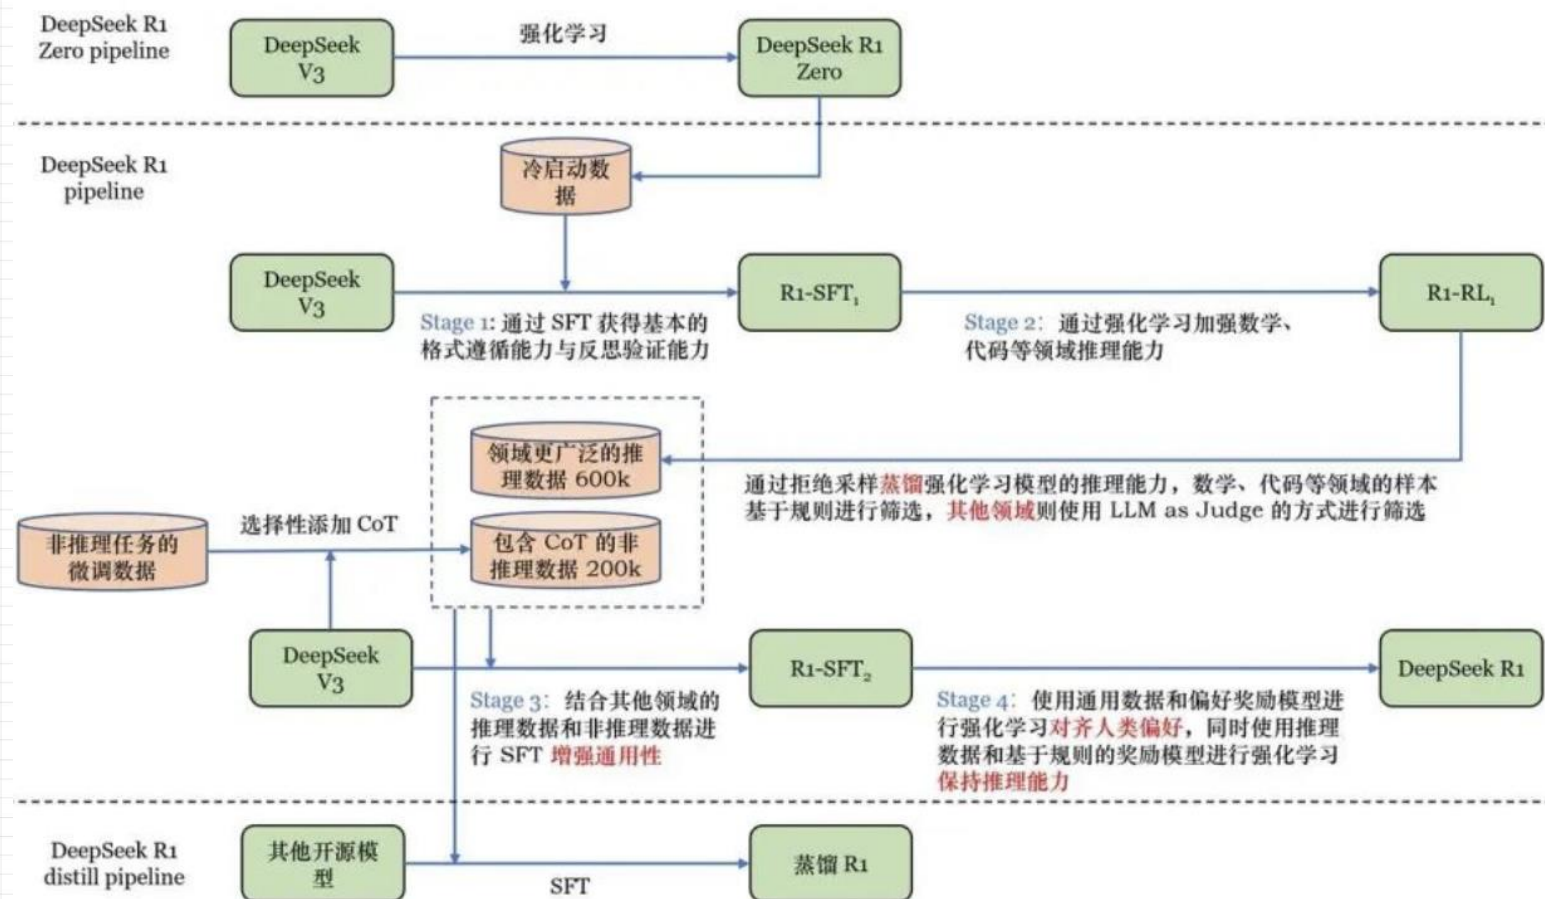 DeepSeek R1
Zero pipeline
DeepSeek
V3
强化学习
DeepSeek R1
Zero
DeepSeek R1
pipeline
冷启动数
据
DeepSeek
V3
Stage 1: 通过 SFT 获得基本的
格式遵循能力与反思验证能力
R1-SFT₁
Stage 2：通过强化学习加强数学、
代码等领域推理能力
R1-RL₁
领域更广泛的推
理数据 600k
通过拒绝采样蒸馏强化学习模型的推理能力，数学、代码等领域的样本
基于规则进行筛选，其他领域则使用 LLM as Judge 的方式进行筛选
非推理任务的
微调数据
选择性添加 CoT
包含 CoT 的非
推理数据 200k
DeepSeek
V3
Stage 3：结合其他领域的
推理数据和非推理数据进
行 SFT 增强通用性
R1-SFT₂
Stage 4：使用通用数据和偏好奖励模型进
行强化学习对齐人类偏好，同时使用推理
数据和基于规则的奖励模型进行强化学习
保持推理能力
DeepSeek R1
DeepSeek R1
distill pipeline
其他开源模
型
SFT
蒸馏 R1